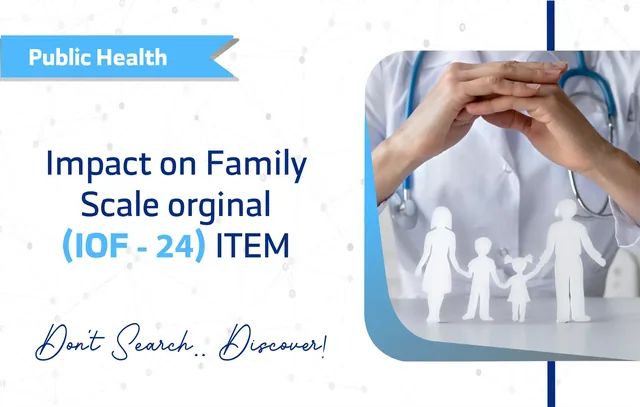 Public Health
Impact on Family
Scale orginal
(IOF - 24) ITEM
Don't Search.. Discover!